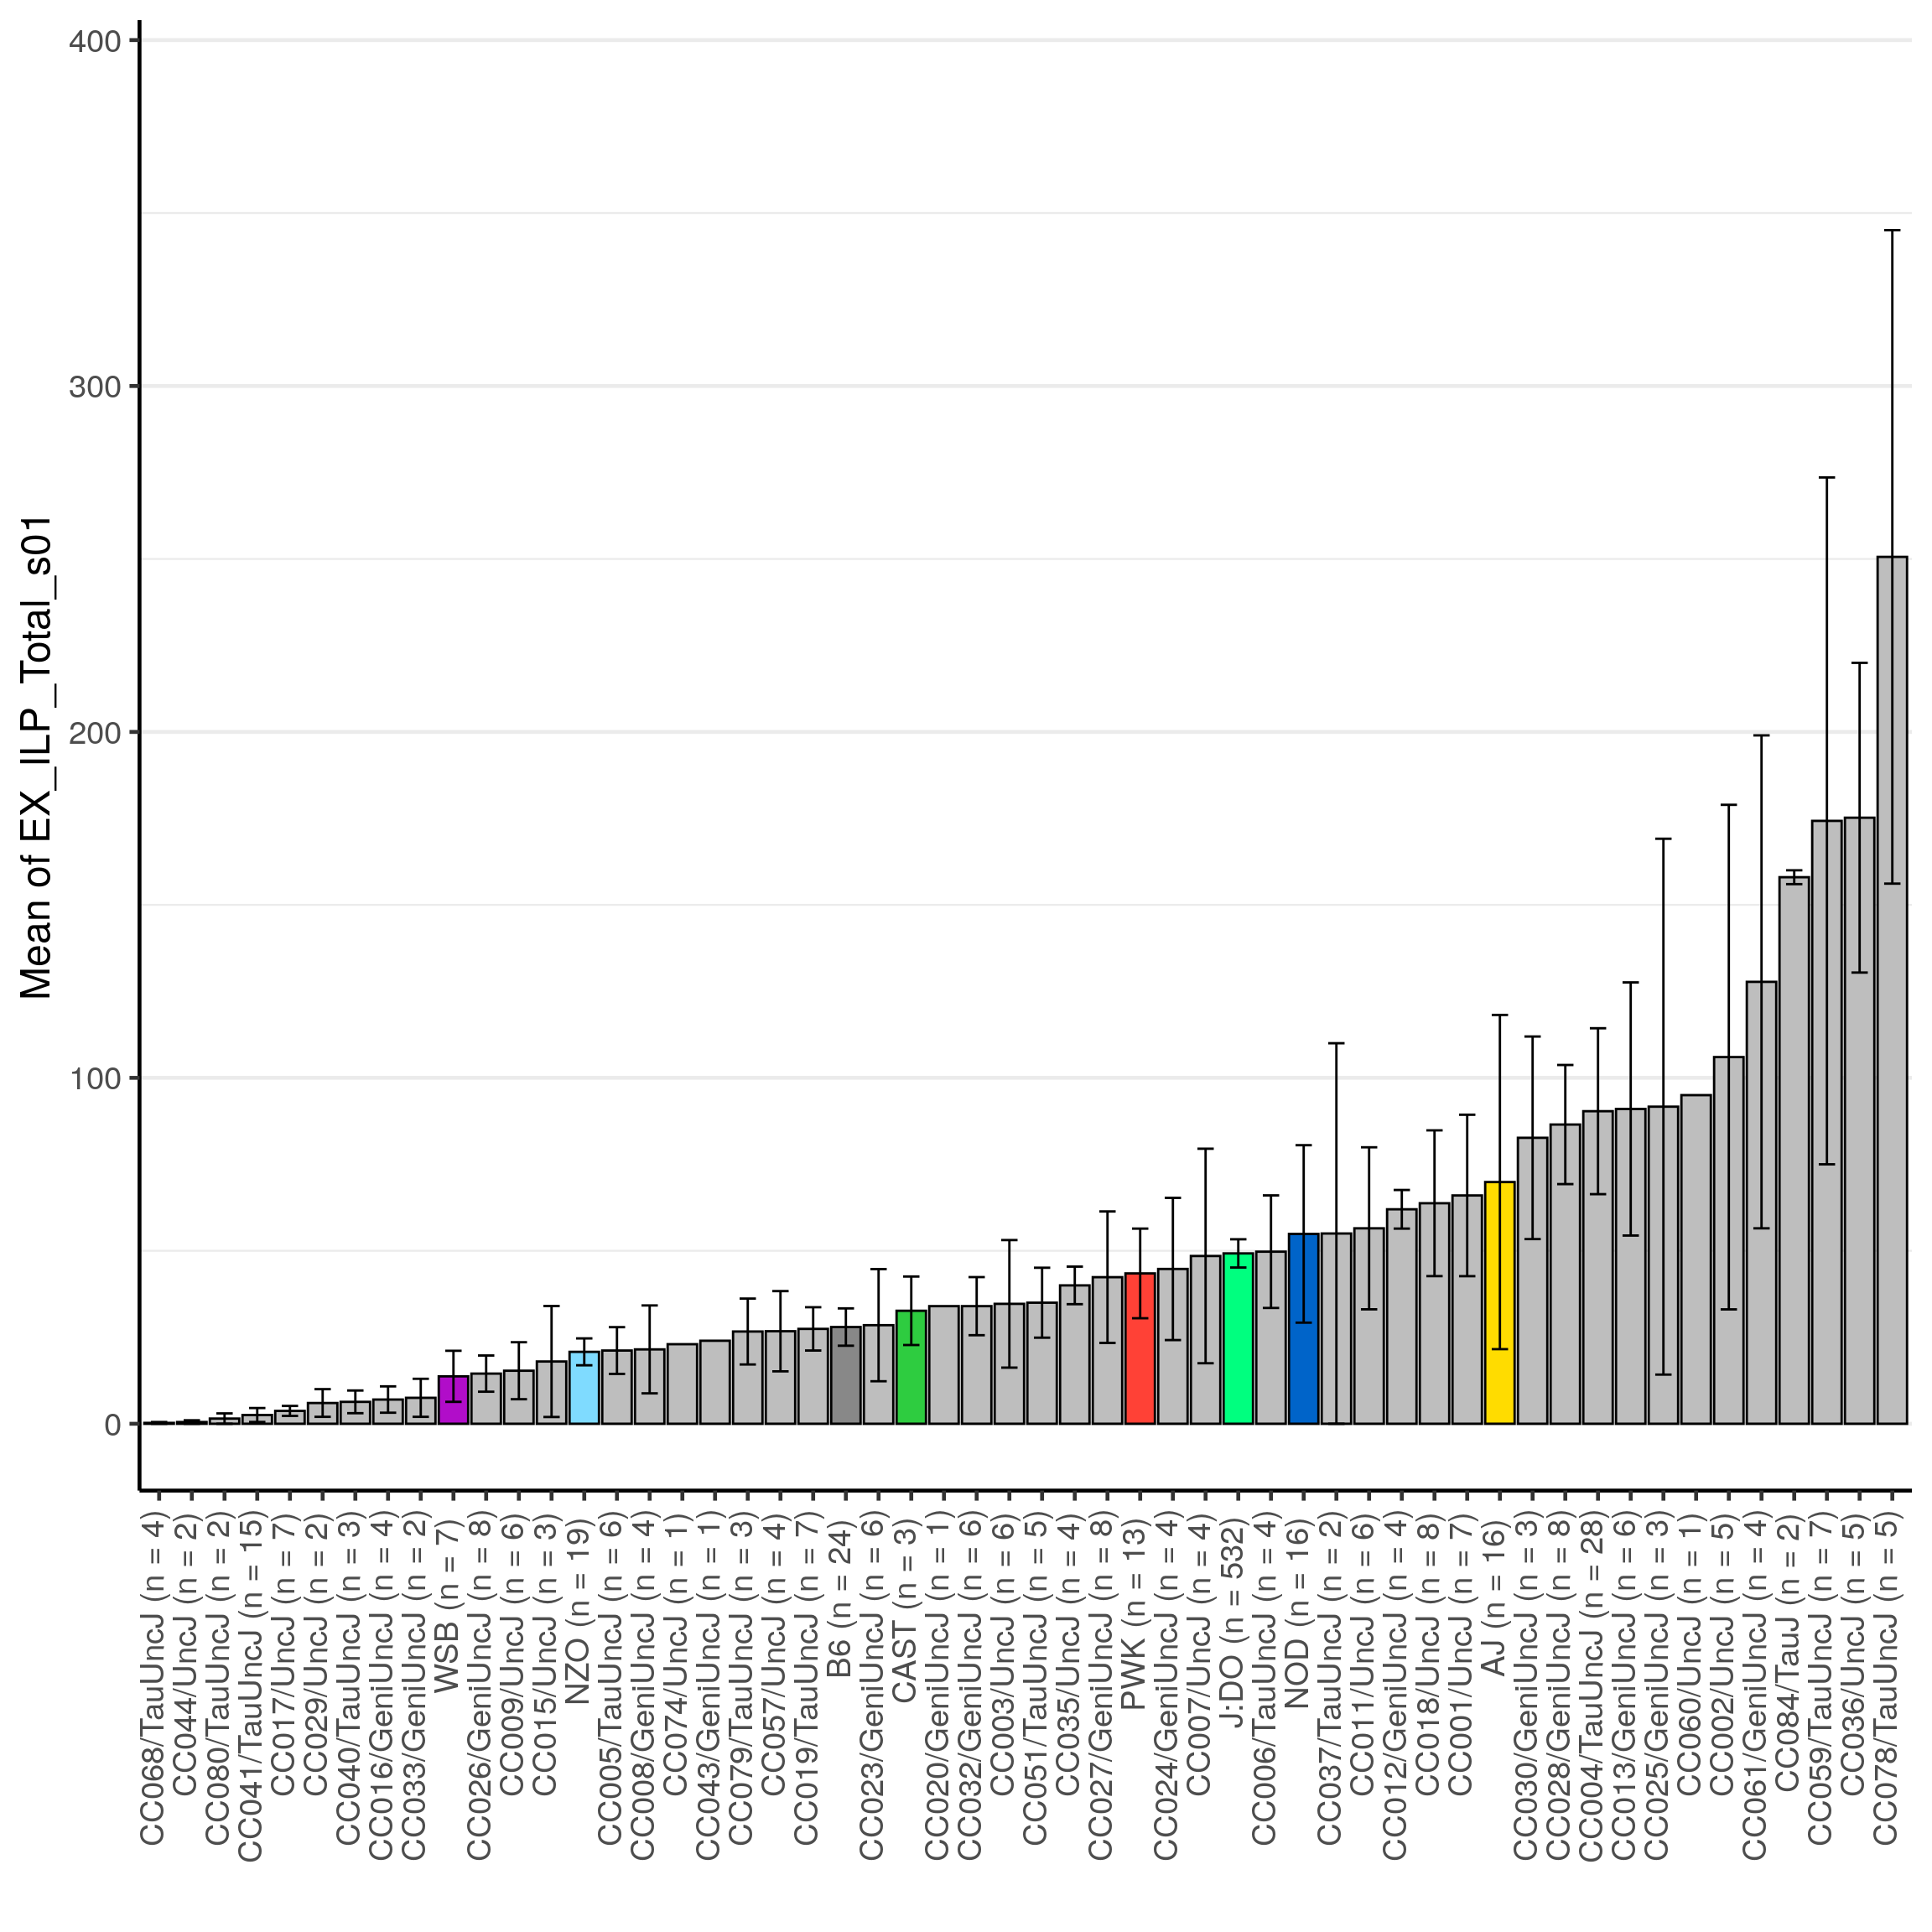 Mean of EX_ILP_Total_s01
400
300
200
100
0
CC068/TauUncJ (n = 4)
CC044/UncJ (n = 2)
CC080/TauUncJ (n = 2)
CC041/TauUncJ (n = 15)
CC017/UncJ (n = 7)
CC029/UncJ (n = 2)
CC040/TauUncJ (n = 3)
CC016/GeniUncJ (n = 4)
CC033/GeniUncJ (n = 2)
WSB (n = 7)
CC026/GeniUncJ (n = 8)
CC009/UncJ (n = 6)
CC015/UncJ (n = 3)
NZO (n = 19)
CC005/TauUncJ (n = 6)
CC008/GeniUncJ (n = 4)
CC074/UncJ (n = 1)
CC043/GeniUncJ (n = 1)
CC079/TauUncJ (n = 3)
CC057/UncJ (n = 4)
CC019/TauUncJ (n = 7)
B6 (n = 24)
CC023/GeniUncJ (n = 6)
CAST (n = 3)
CC020/GeniUncJ (n = 1)
CC032/GeniUncJ (n = 6)
CC003/UncJ (n = 6)
CC051/TauUncJ (n = 5)
CC035/UncJ (n = 4)
CC027/GeniUncJ (n = 8)
PWK (n = 13)
CC024/GeniUncJ (n = 4)
CC007/UncJ (n = 4)
J:DO (n = 532)
CC006/TauUncJ (n = 4)
NOD (n = 16)
CC037/TauUncJ (n = 2)
CC011/UncJ (n = 6)
CC012/GeniUncJ (n = 4)
CC018/UncJ (n = 8)
CC001/UncJ (n = 7)
AJ (n = 16)
CC030/GeniUncJ (n = 3)
CC028/GeniUncJ (n = 8)
CC004/TauUncJ (n = 28)
CC013/GeniUncJ (n = 6)
CC025/GeniUncJ (n = 3)
CC060/UncJ (n = 1)
CC002/UncJ (n = 5)
CC061/GeniUncJ (n = 4)
CC084/TauJ (n = 2)
CC059/TauUncJ (n = 7)
CC036/UncJ (n = 5)
CC078/TauUncJ (n = 5)